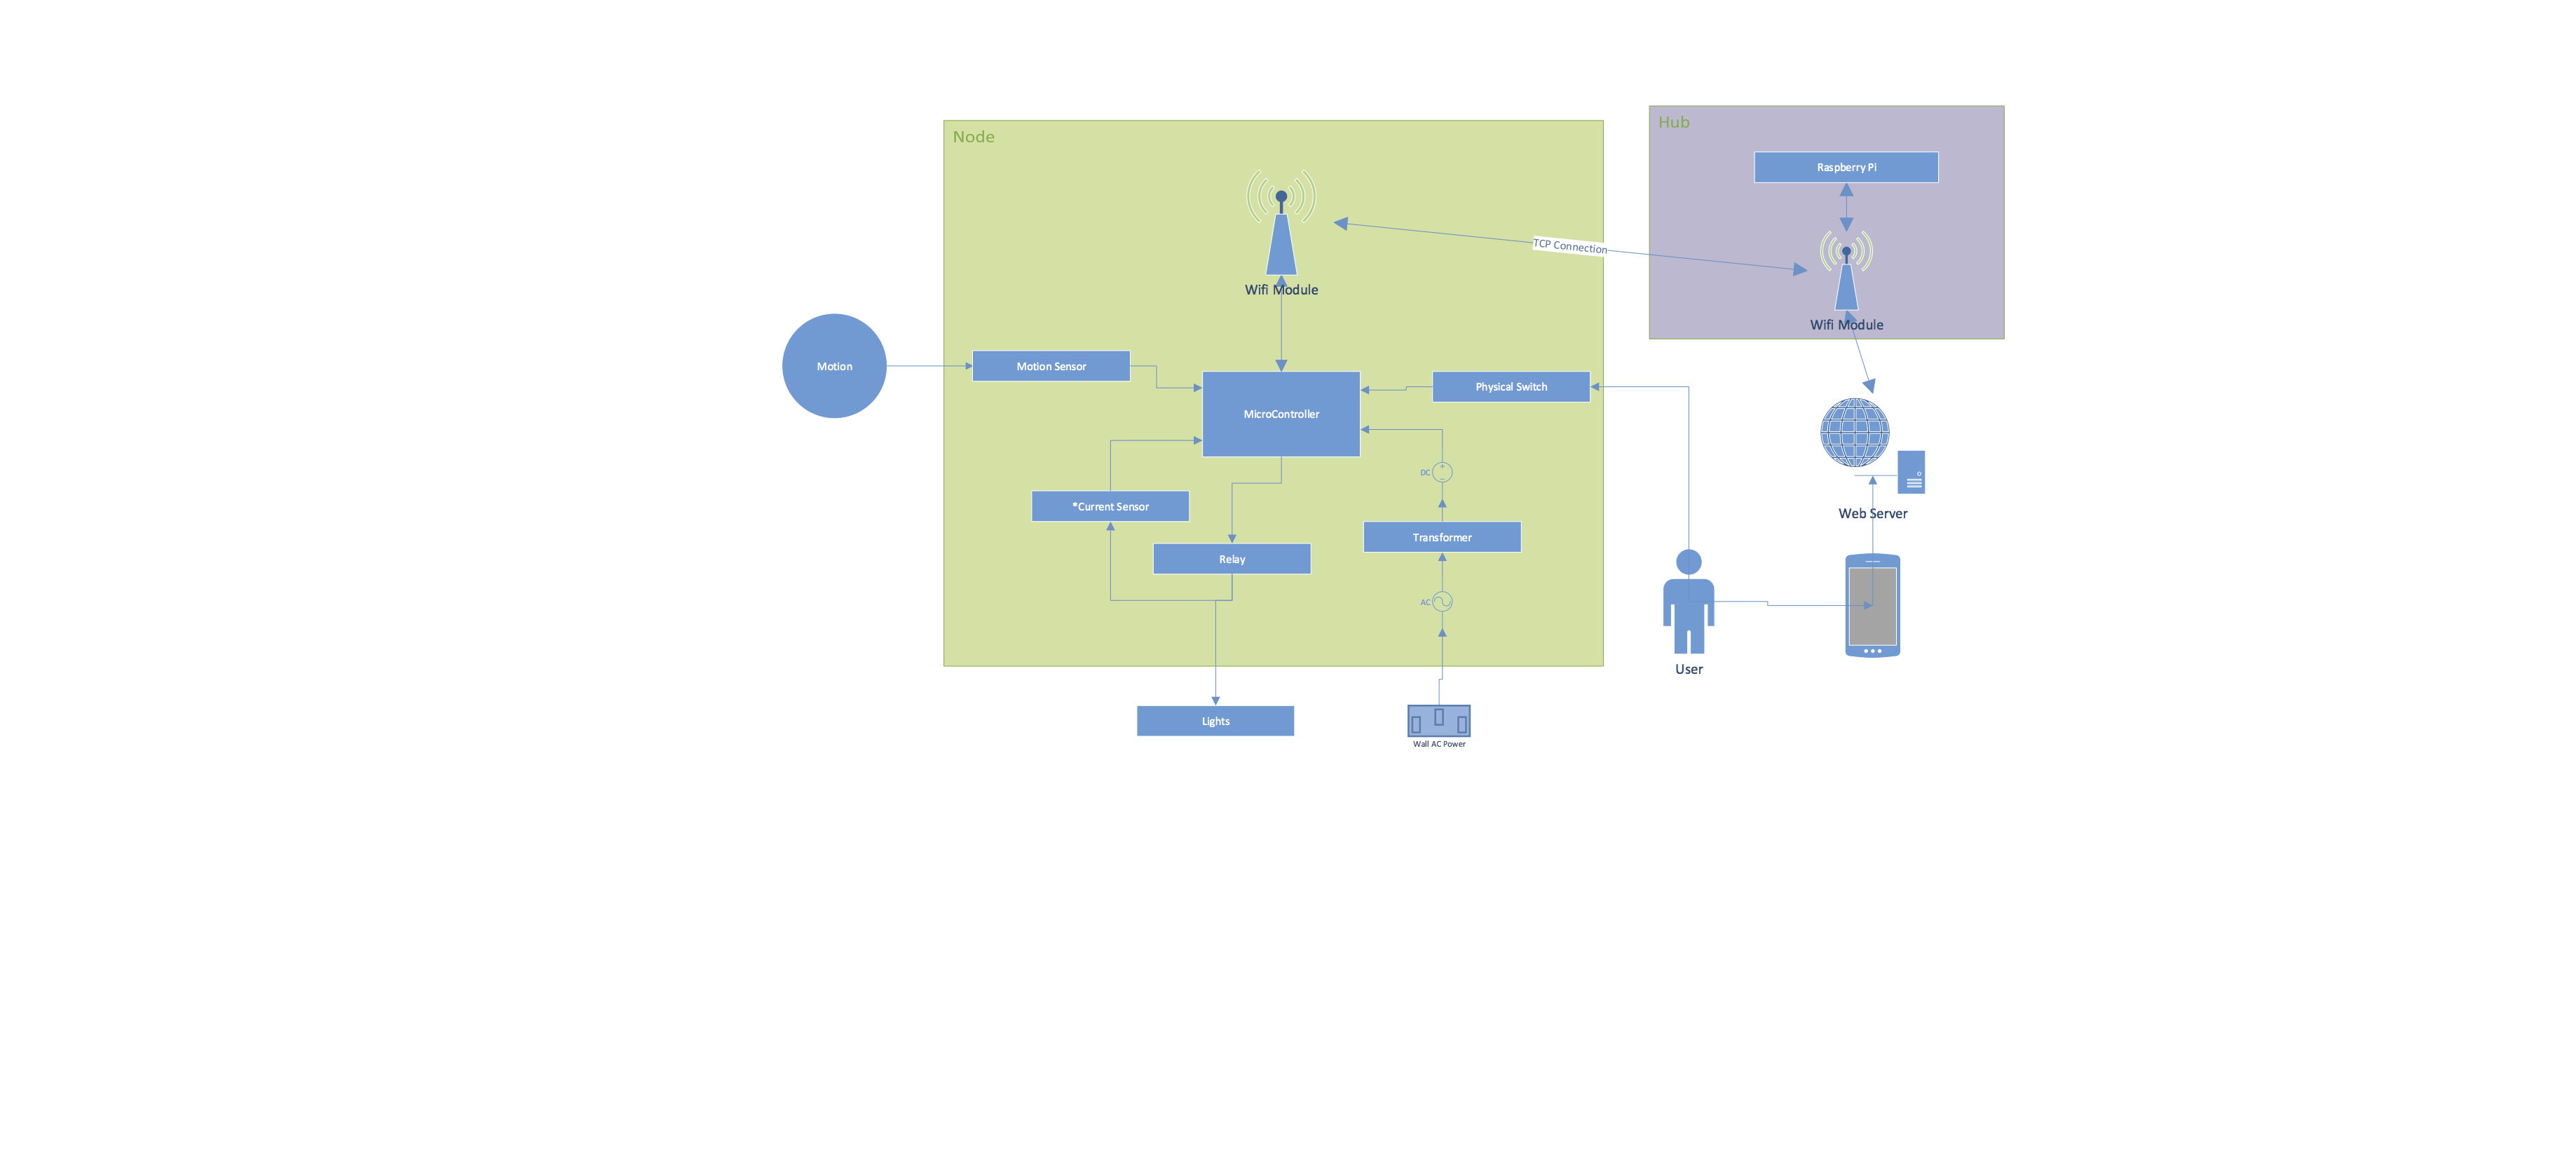 Node
Hub
Raspberry Pi
TCP Connection
Wifi Module
Wifi Module
Motion
Motion Sensor
Physical Switch
MicroController
DC
*Current Sensor
Web Server
Transformer
Relay
AC
User
Lights
Wall AC Power